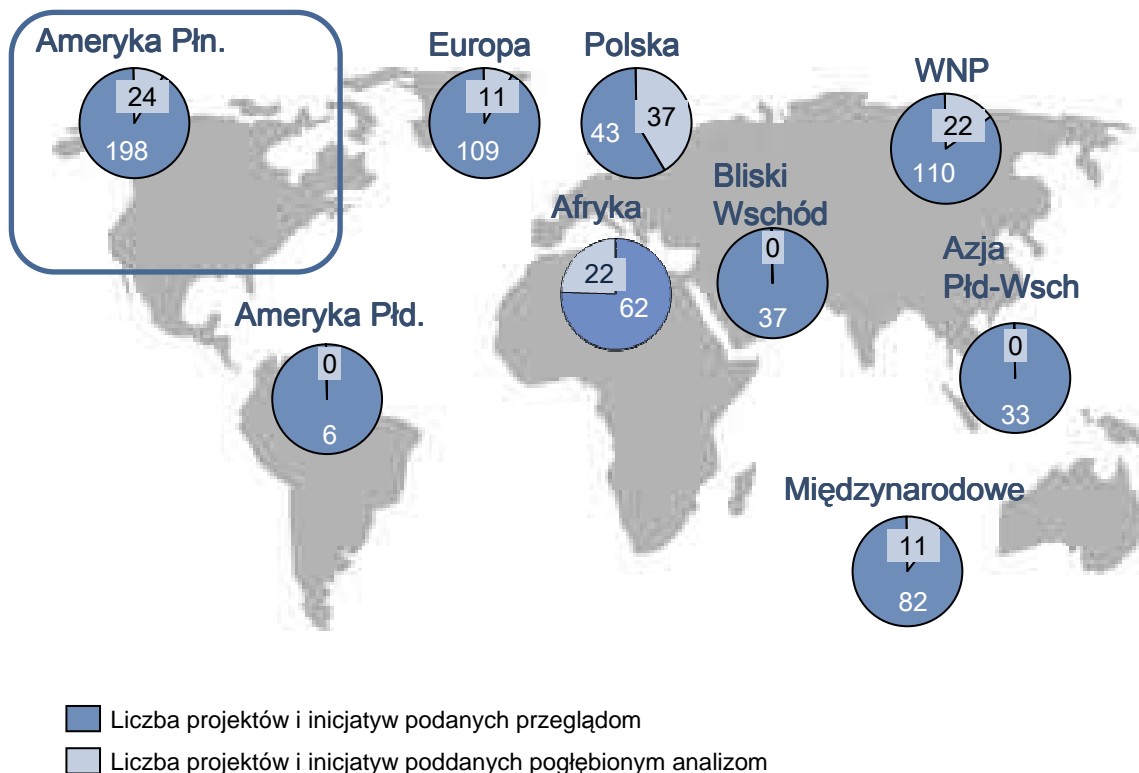 Ameryka Płn.
24
198
Europa
11
109
Polska
43
37
WNP
22
110
Afryka
22
62
Bliski
Wschód
0
37
Azja
Płd-Wsch
0
33
Ameryka Płd.
0
6
Międzynarodowe
11
82
Liczba projektów i inicjatyw podanych przeglądom
Liczba projektów i inicjatyw poddanych pogłębionym analizom